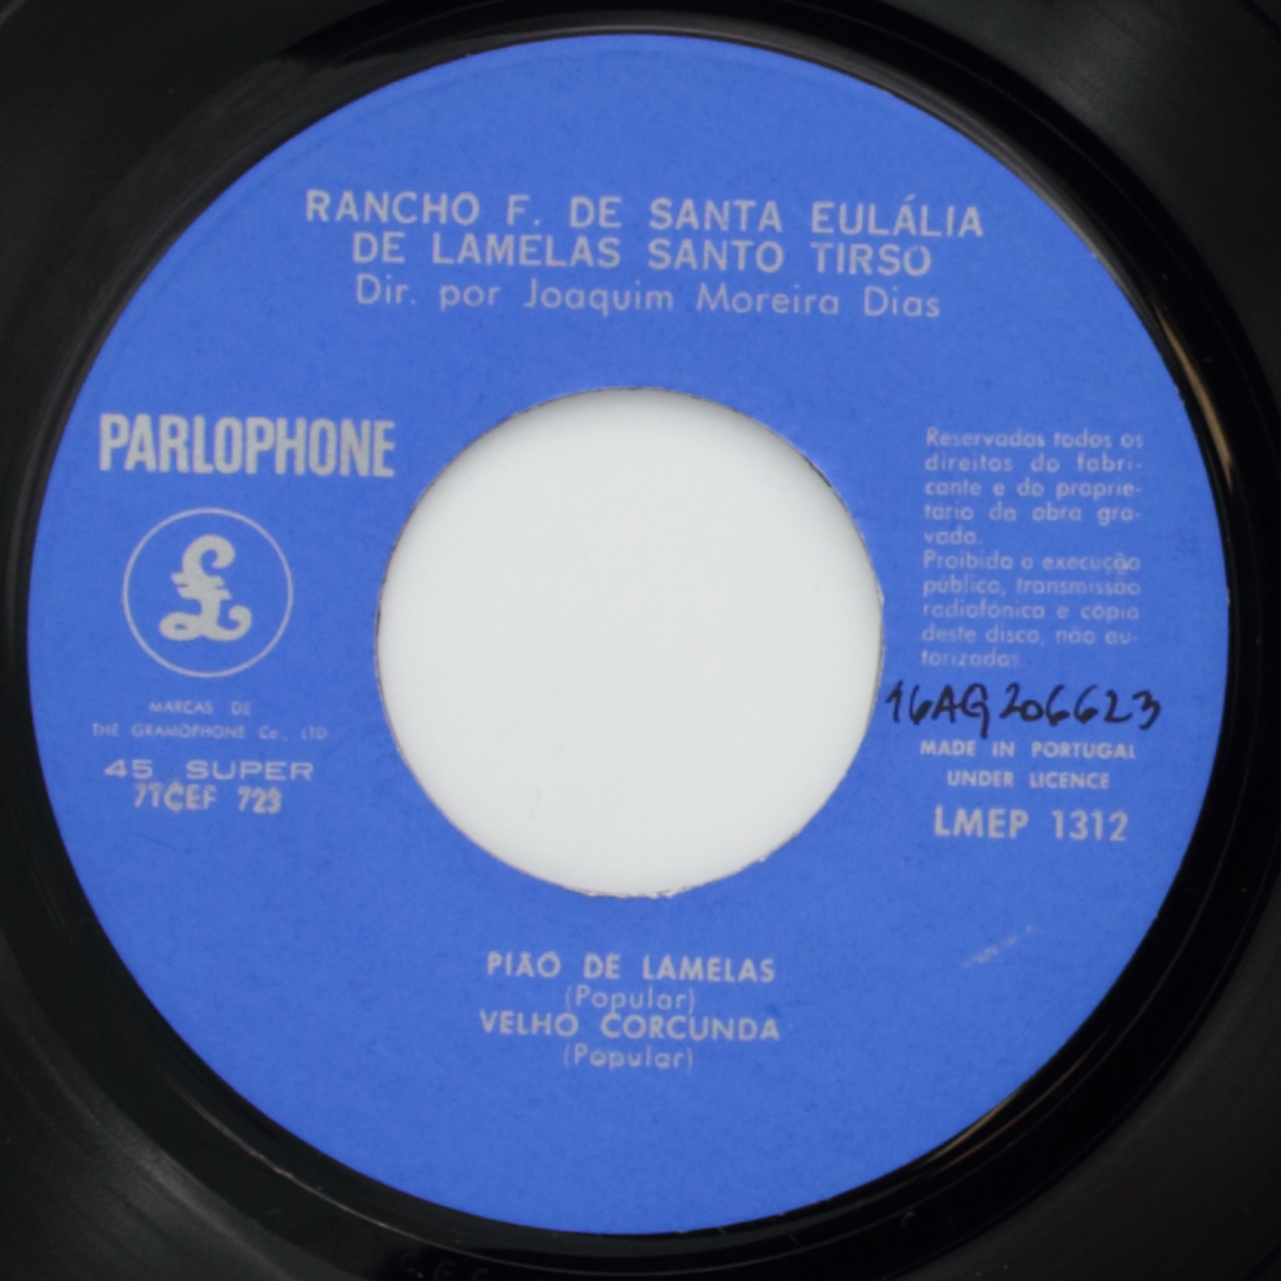 RANCHO F. DE SANTA EULÁLIA
DE LAMELAS SANTO TIRSO
Dir. por Joaquim Moreira Dias
PARLOPHONE
£
MARCAS DE
THE GRAMOPHONE Co., LTD
45 SUPER
7TCEF 723
Reservados todos os
direitos do fabri-
cante e do proprie-
tário da obra gra-
vada.
Proibida a execução
pública, transmissão
radiofónica e cópia
deste disco, não au-
torizadas.
16AG206623
MADE IN PORTUGAL
UNDER LICENCE
LMEP 1312
PIÃO DE LAMELAS
(Popular)
VELHO CORCUNDA
(Popular)